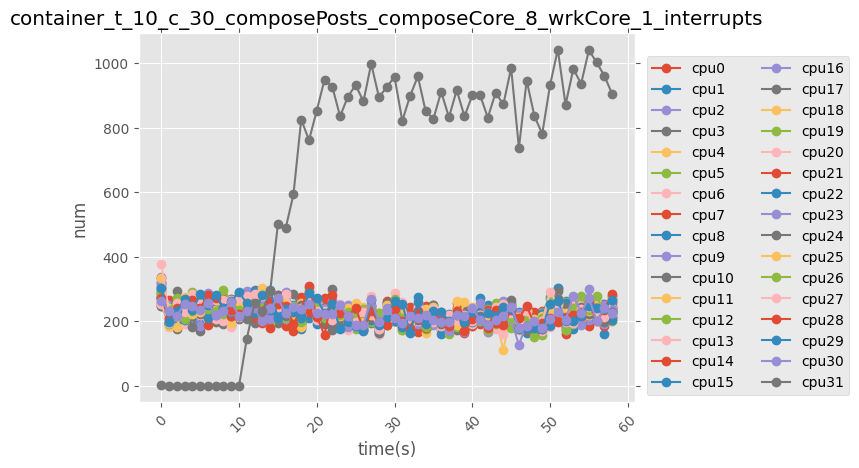 container_t_10_c_30_composePosts_composeCore_8_wrkCore_1_interrupts
1000
800
600
400
200
0
num
0
10
20
30
40
50
60
time(s)
cpu0
cpu1
cpu2
cpu3
cpu4
cpu5
cpu6
cpu7
cpu8
cpu9
cpu10
cpu11
cpu12
cpu13
cpu14
cpu15
cpu16
cpu17
cpu18
cpu19
cpu20
cpu21
cpu22
cpu23
cpu24
cpu25
cpu26
cpu27
cpu28
cpu29
cpu30
cpu31